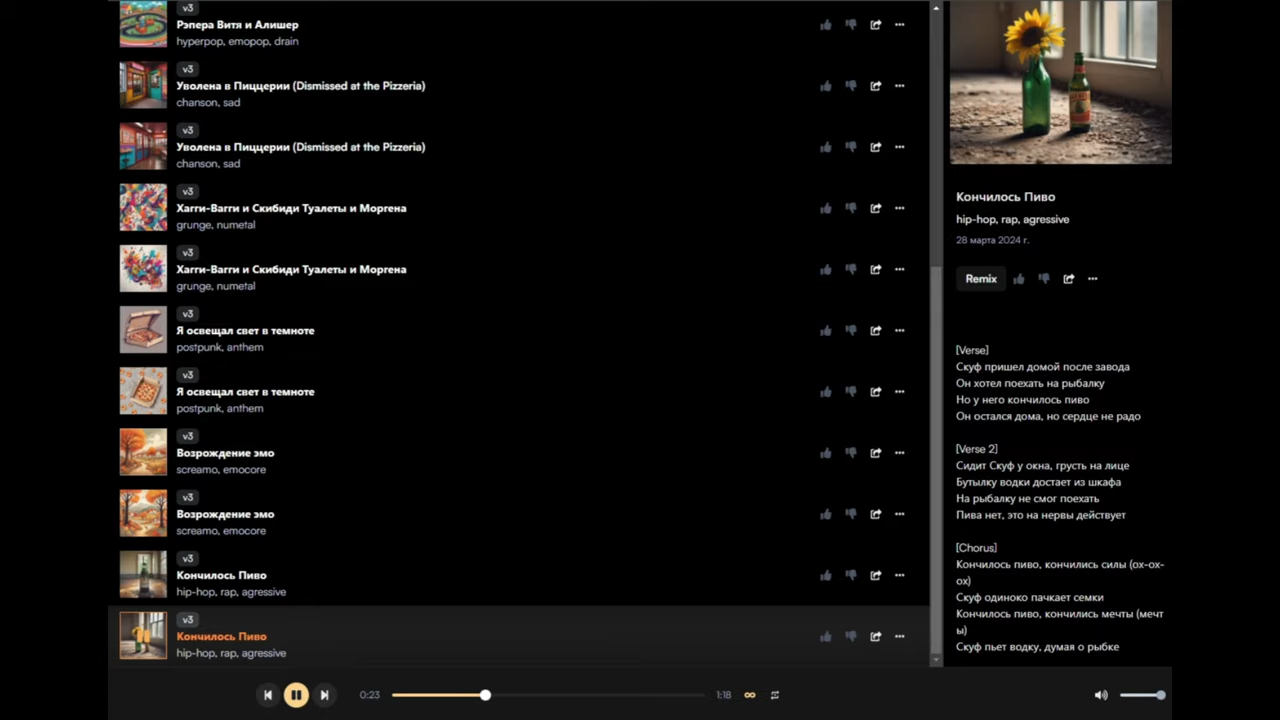 v3
Рэпера Витя и Алишер
hyperpop, emopop, drain
v3
Уволена в Пиццерии (Dismissed at the Pizzeria)
chanson, sad
v3
Уволена в Пиццерии (Dismissed at the Pizzeria)
chanson, sad
v3
Хагги-Вагги и Скибиди Туалеты и Моргена
grunge, numetal
v3
Хагги-Вагги и Скибиди Туалеты и Моргена
grunge, numetal
v3
Я освещал свет в темноте
postpunk, anthem
v3
Я освещал свет в темноте
postpunk, anthem
v3
Возрождение эмо
screamo, emocore
v3
Возрождение эмо
screamo, emocore
v3
Кончилось Пиво
hip-hop, rap, agressive
v3
Кончилось Пиво
hip-hop, rap, agressive
Кончилось Пиво
hip-hop, rap, agressive
28 марта 2024 г.
Remix
[Verse]
Скуф пришел домой после завода
Он хотел поехать на рыбалку
Но у него кончилось пиво
Он остался дома, но сердце не радо
[Verse 2]
Сидит Скуф у окна, грусть на лице
Бутылку водки достает из шкафа
На рыбалку не смог поехать
Пива нет, это на нервы действует
[Chorus]
Кончилось пиво, кончились силы (ох-ох-
ох)
Скуф одиноко пачкает семки
Кончилось пиво, кончились мечты (мечт
ы)
Скуф пьет водку, думая о рыбке
0:23
1:18